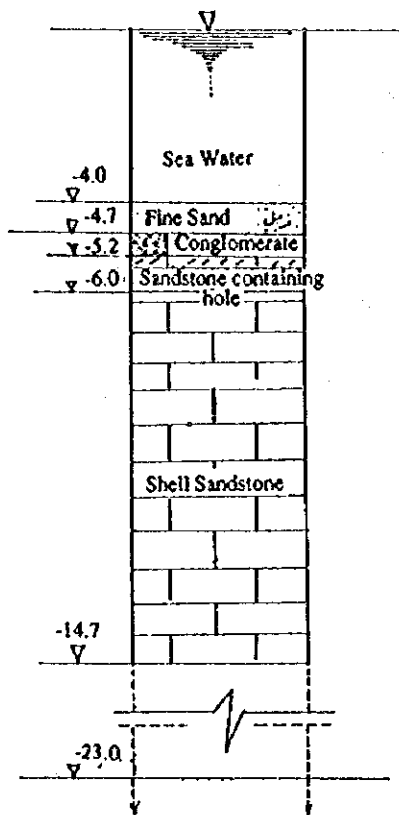 Sea Water
-4.0
-4.7
Fine Sand
-5.2
Conglomerate
-6.0
Sandstone containing
hole
Shell Sandstone
-14.7
-23.0